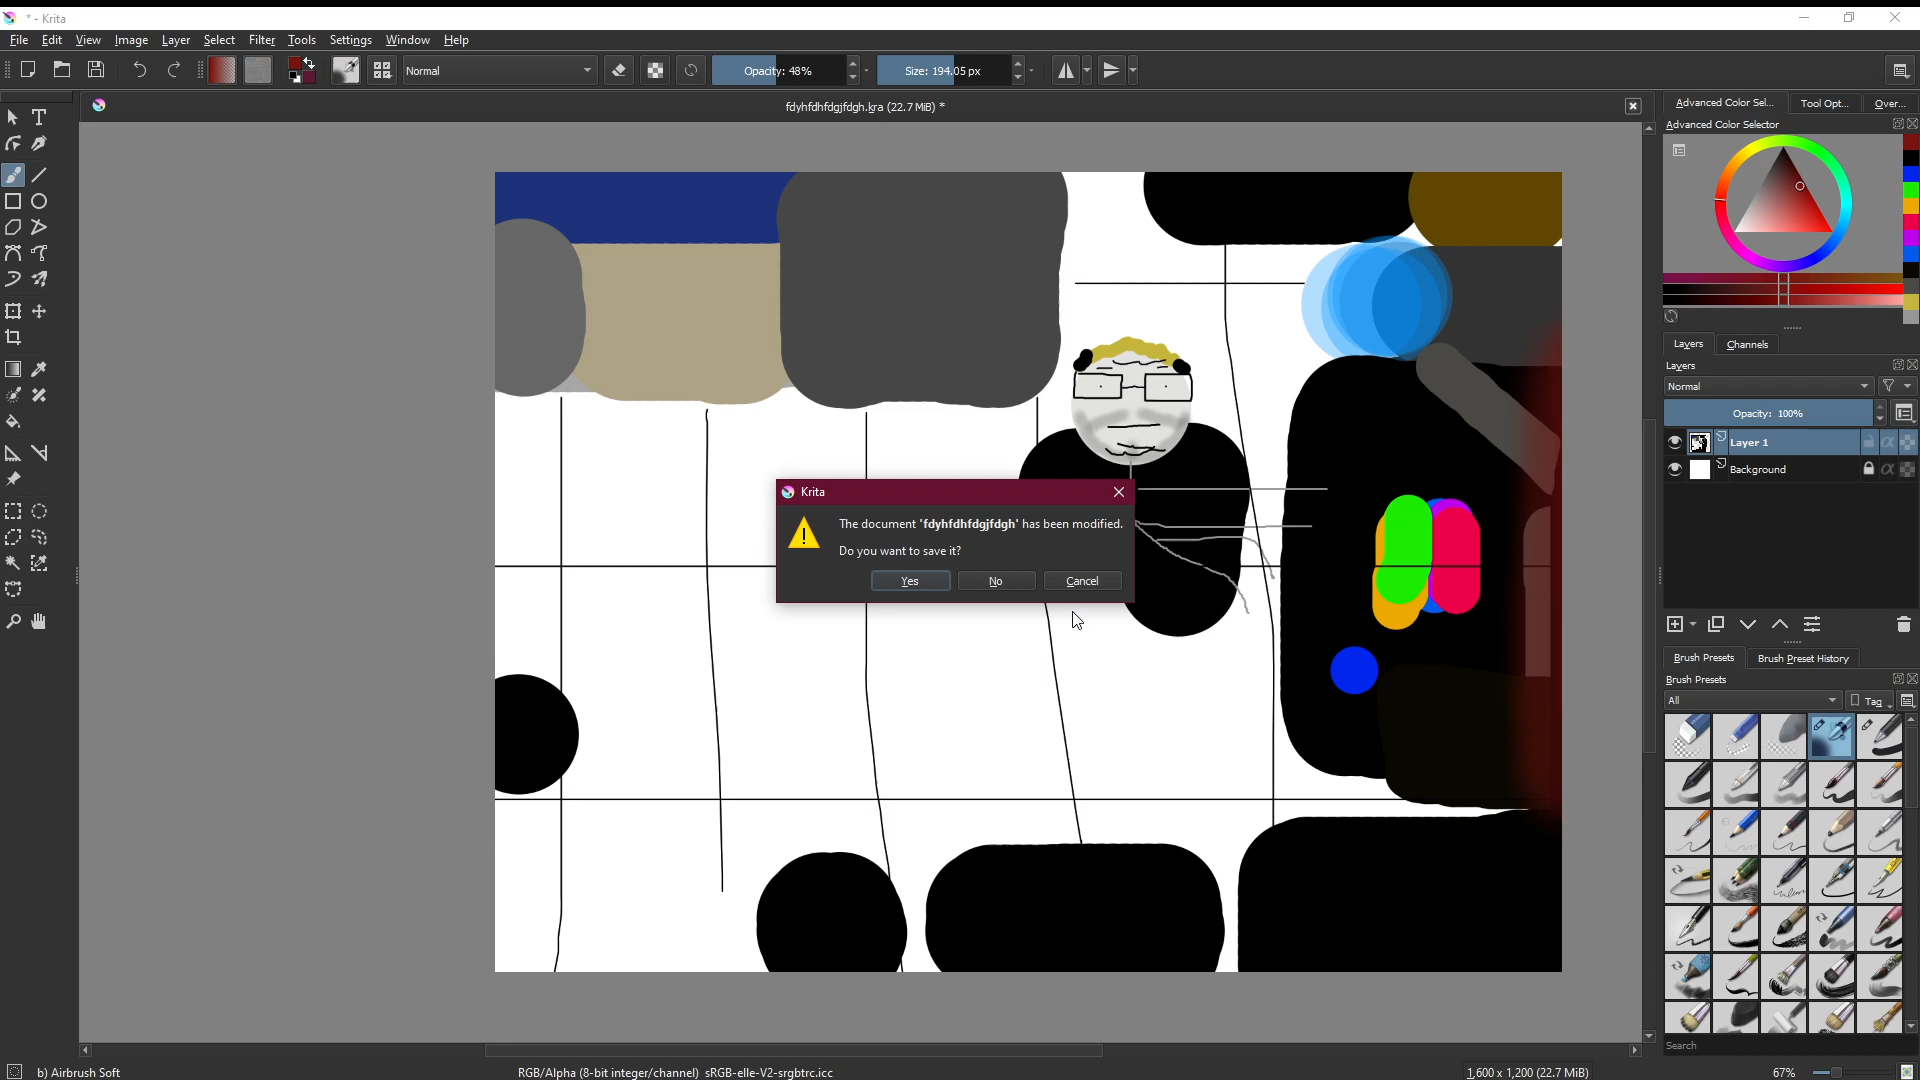 * - Krita
File Edit View Image Layer Select Filter Tools Settings Window Help
Normal Opacity: 48% Size: 194.05 px
fdyhfdhfdgjfdgh.kra (22.7 MiB) *
Advanced Color Sel... Tool Opt... Over...
Advanced Color Selector
Layers Channels
Layers
Normal
Opacity: 100%
Layer 1
Background
Krita
The document 'fdyhfdhfdgjfdgh' has been modified.
Do you want to save it?
Yes No Cancel
Brush Presets Brush Preset History
Brush Presets
All Tag
Search
b) Airbrush Soft RGB/Alpha (8-bit integer/channel) sRGB-elle-V2-srgbtrc.icc 1,600 x 1,200 (22.7 MiB) 67%